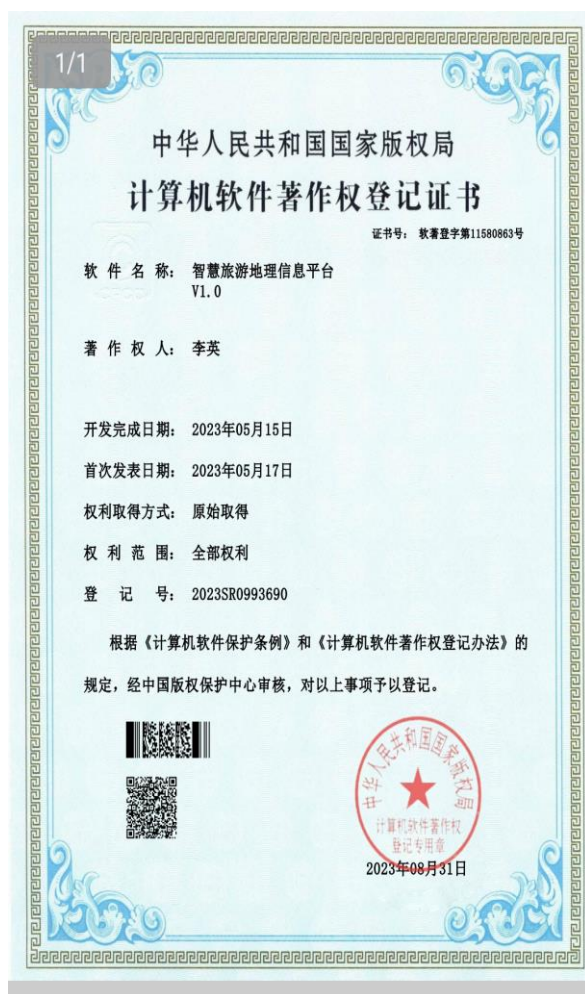 1/1
中华人民共和国国家版权局
计算机软件著作权登记证书
证书号: 软著登字第11580863号
软件名称: 智慧旅游地理信息平台
V1.0
著作权人: 李英
开发完成日期: 2023年05月15日
首次发表日期: 2023年05月17日
权利取得方式: 原始取得
权利范围: 全部权利
登记号: 2023SR0993690
根据《计算机软件保护条例》和《计算机软件著作权登记办法》的
规定，经中国版权保护中心审核，对以上事项予以登记。
中华人民共和国国家版权局
计算机软件著作权
登记专用章
2023年08月31日